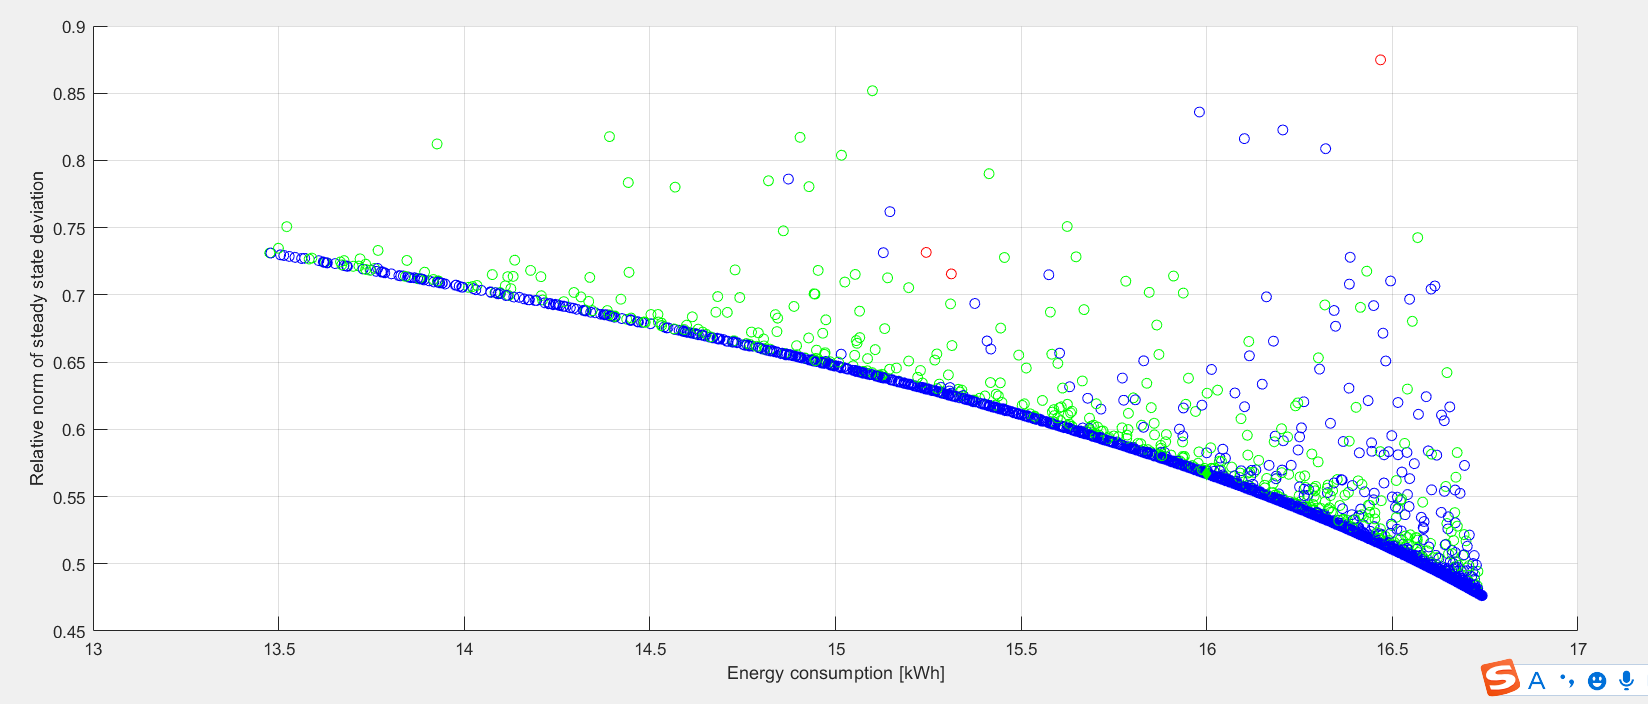 0.9
0.85
0.8
0.75
0.7
0.65
0.6
0.55
0.5
0.45
Relative norm of steady state deviation
13 13.5 14 14.5 15 15.5 16 16.5 17
Energy consumption [kWh]
S A